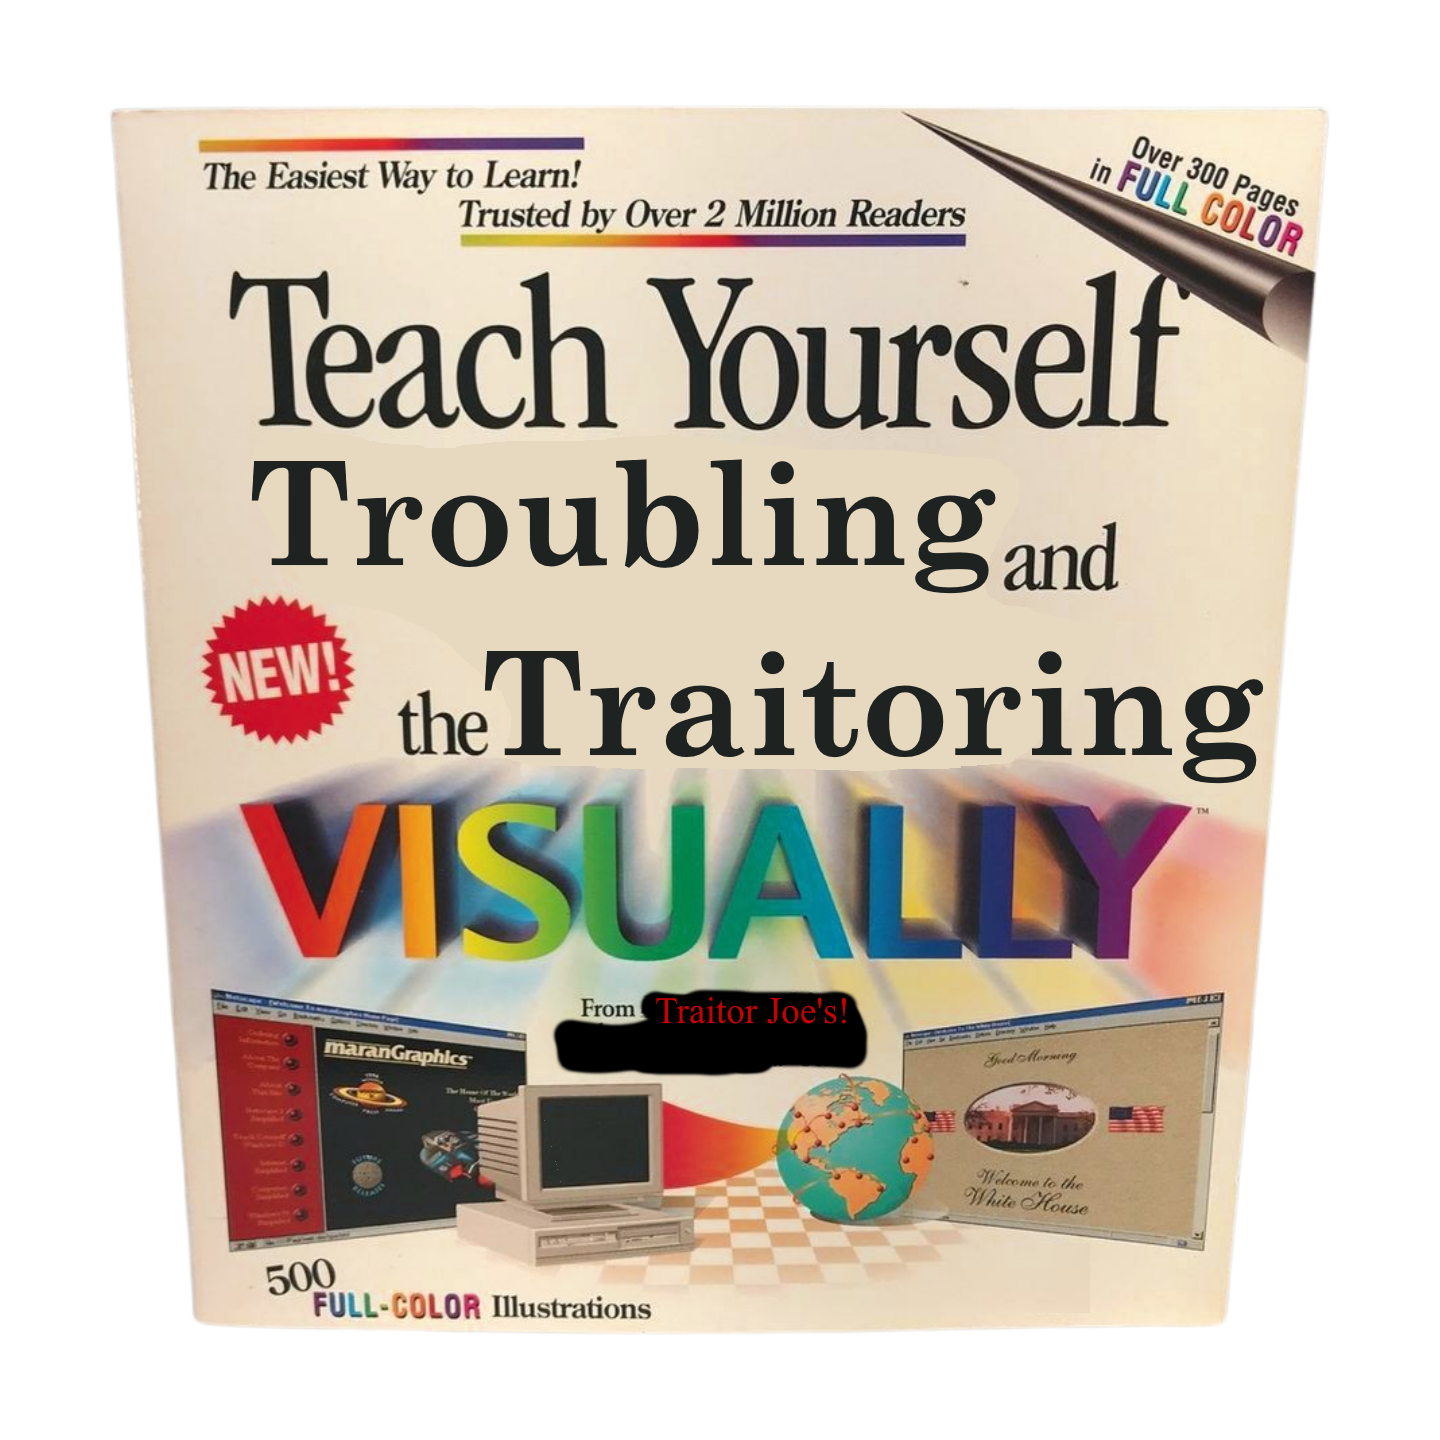 The Easiest Way to Learn!
Trusted by Over 2 Million Readers
Over 300 Pages
in FULL COLOR
Teach Yourself
Troubling and
NEW!
the Traitoring
VISUALLY™
From Traitor Joe's!
maranGraphics™
Good Morning
Welcome to the
White House
500
FULL-COLOR Illustrations